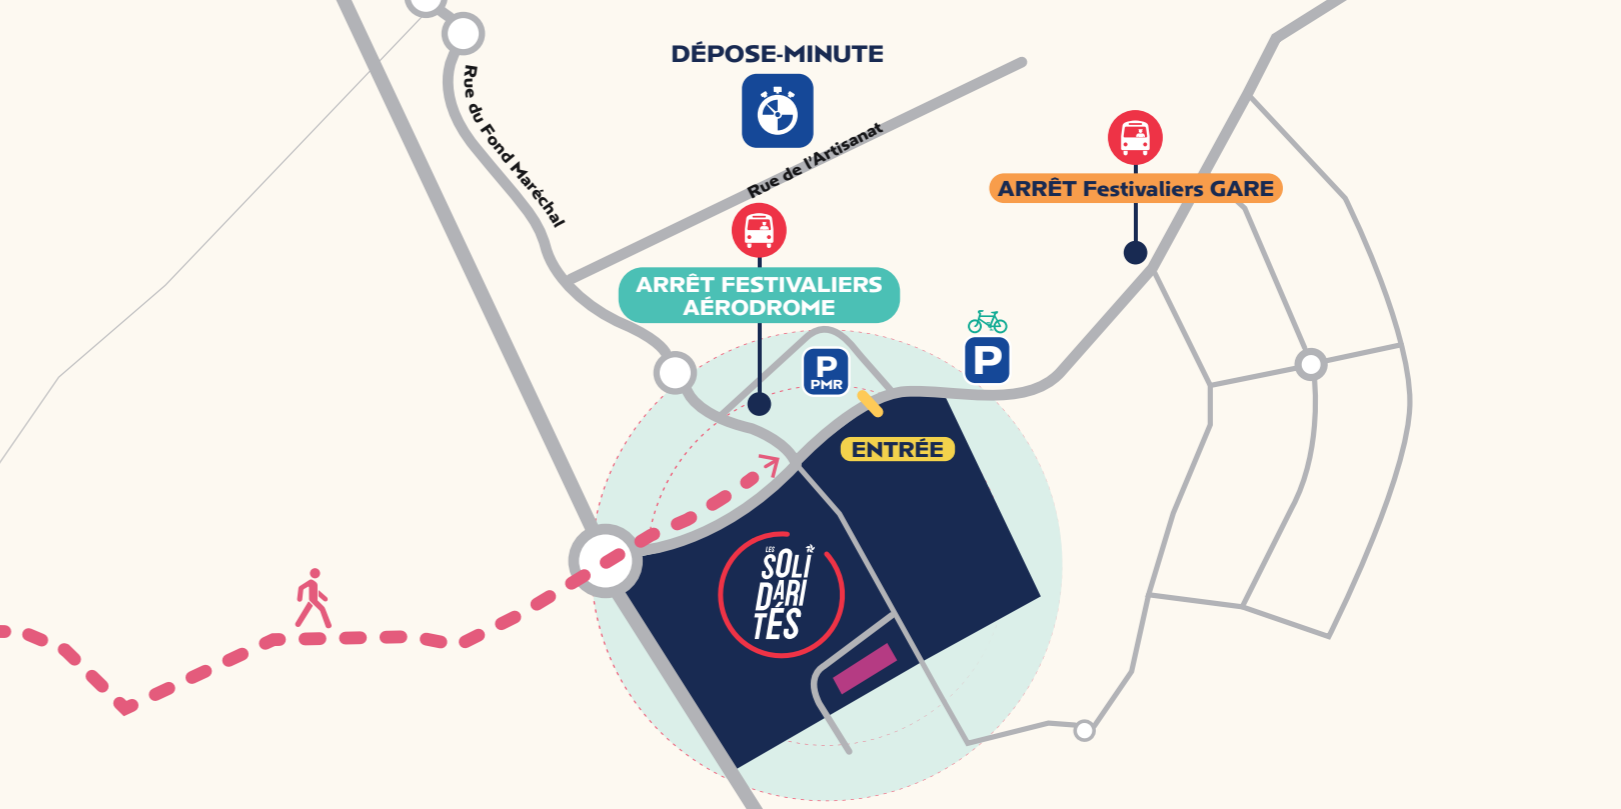 DÉPOSE-MINUTE
Rue du Fond Maréchal
Rue de l'Artisanat
ARRÊT Festivaliers GARE
ARRÊT FESTIVALIERS
AÉRODROME
P
PMR
P
ENTRÉE
LES
SOLI
DARI
TÉS